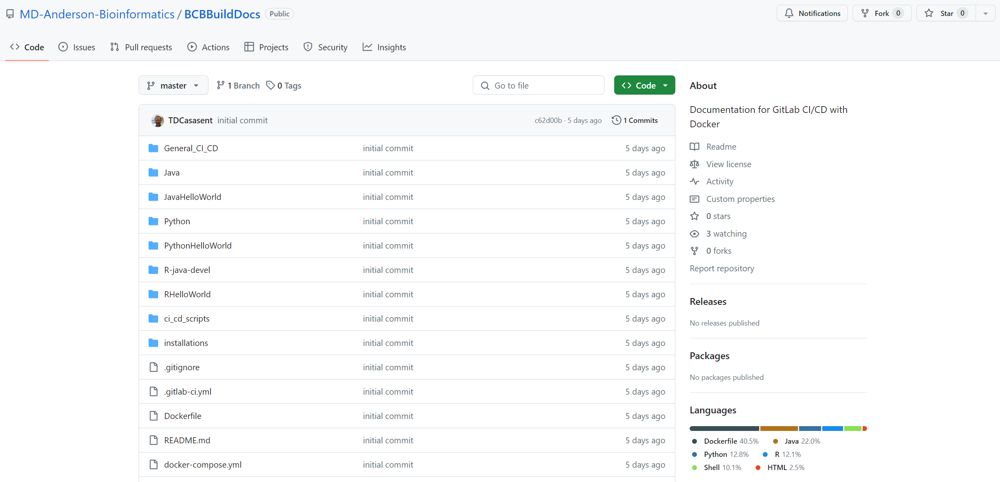 MD-Anderson-Bioinformatics / BCBBuildDocs Public
Notifications Fork 0 Star 0
Code Issues Pull requests Actions Projects Security Insights
master 1 Branch 0 Tags Go to file Code
TDCasasent initial commit c62d00b · 5 days ago 1 Commits
General_CI_CD initial commit 5 days ago
Java initial commit 5 days ago
JavaHelloWorld initial commit 5 days ago
Python initial commit 5 days ago
PythonHelloWorld initial commit 5 days ago
R-java-devel initial commit 5 days ago
RHelloWorld initial commit 5 days ago
ci_cd_scripts initial commit 5 days ago
installations initial commit 5 days ago
.gitignore initial commit 5 days ago
.gitlab-ci.yml initial commit 5 days ago
Dockerfile initial commit 5 days ago
README.md initial commit 5 days ago
docker-compose.yml initial commit 5 days ago
About
Documentation for GitLab CI/CD with
Docker
Readme
View license
Activity
Custom properties
0 stars
3 watching
0 forks
Report repository
Releases
No releases published
Packages
No packages published
Languages
Dockerfile 40.5% Java 22.0%
Python 12.8% R 12.1%
Shell 10.1% HTML 2.5%